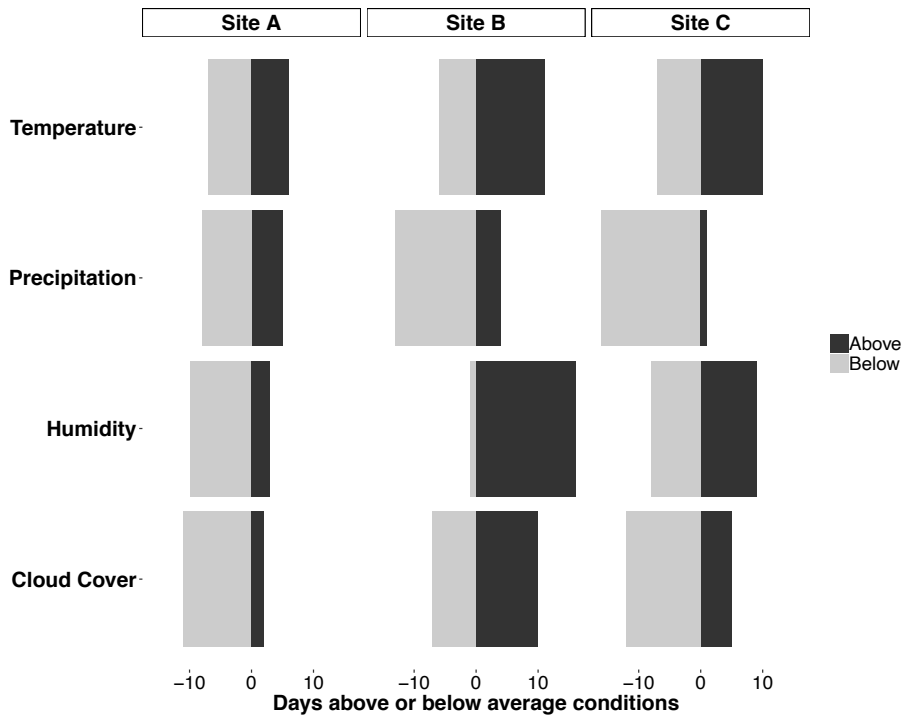 Site A Site B Site C
Temperature
Precipitation
Above
Below
Humidity
Cloud Cover
−10 0 10 −10 0 10 −10 0 10
Days above or below average conditions